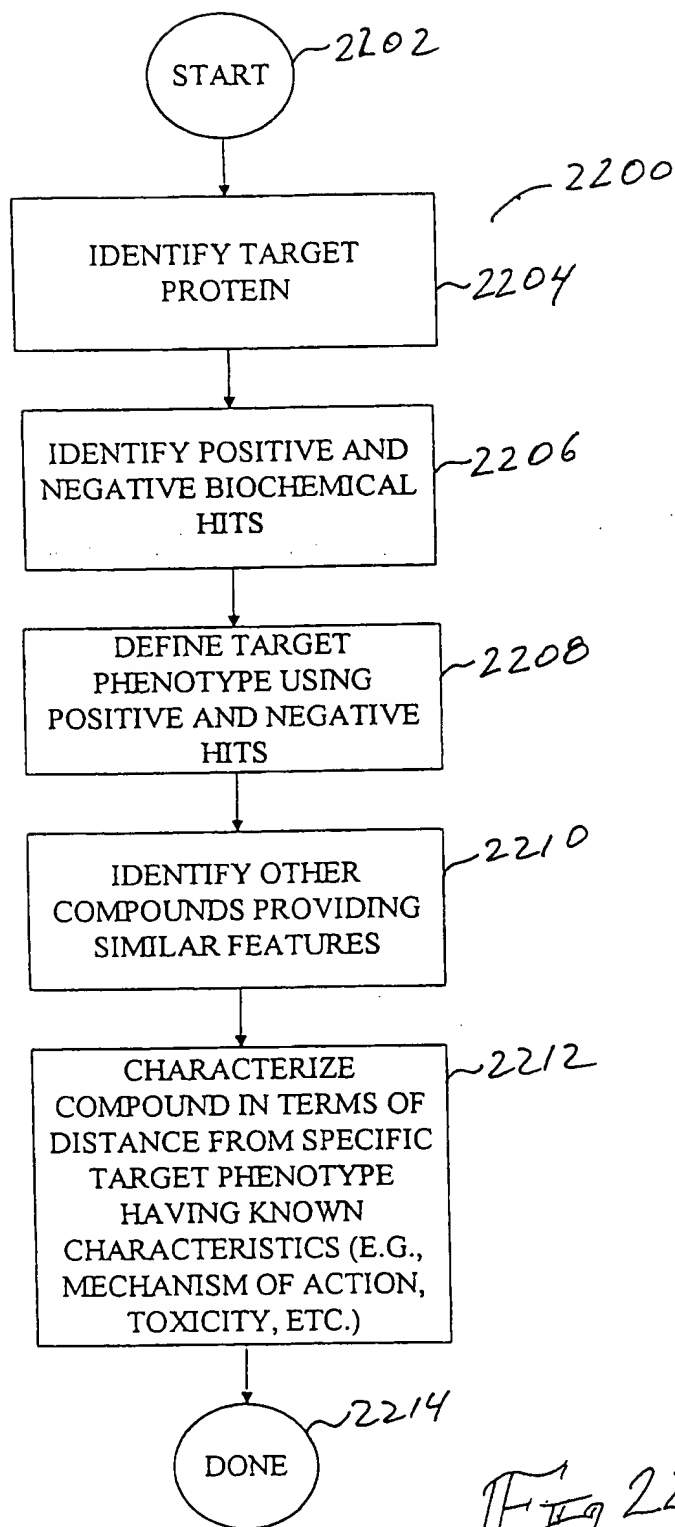 START
2202
2200
IDENTIFY TARGET
PROTEIN
2204
IDENTIFY POSITIVE AND
NEGATIVE BIOCHEMICAL
HITS
2206
DEFINE TARGET
PHENOTYPE USING
POSITIVE AND NEGATIVE
HITS
2208
IDENTIFY OTHER
COMPOUNDS PROVIDING
SIMILAR FEATURES
2210
CHARACTERIZE
COMPOUND IN TERMS OF
DISTANCE FROM SPECIFIC
TARGET PHENOTYPE
HAVING KNOWN
CHARACTERISTICS (E.G.,
MECHANISM OF ACTION,
TOXICITY, ETC.)
2212
DONE
2214
Fig 22